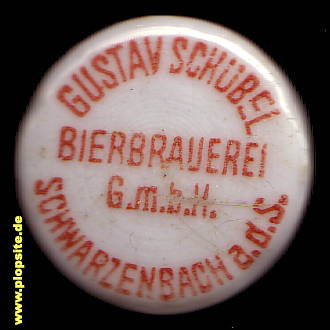 GUSTAV SCHÜBEL
BIERBRAUEREI
G.m.b.H.
SCHWARZENBACH a.d.S.
© www.plopsite.de